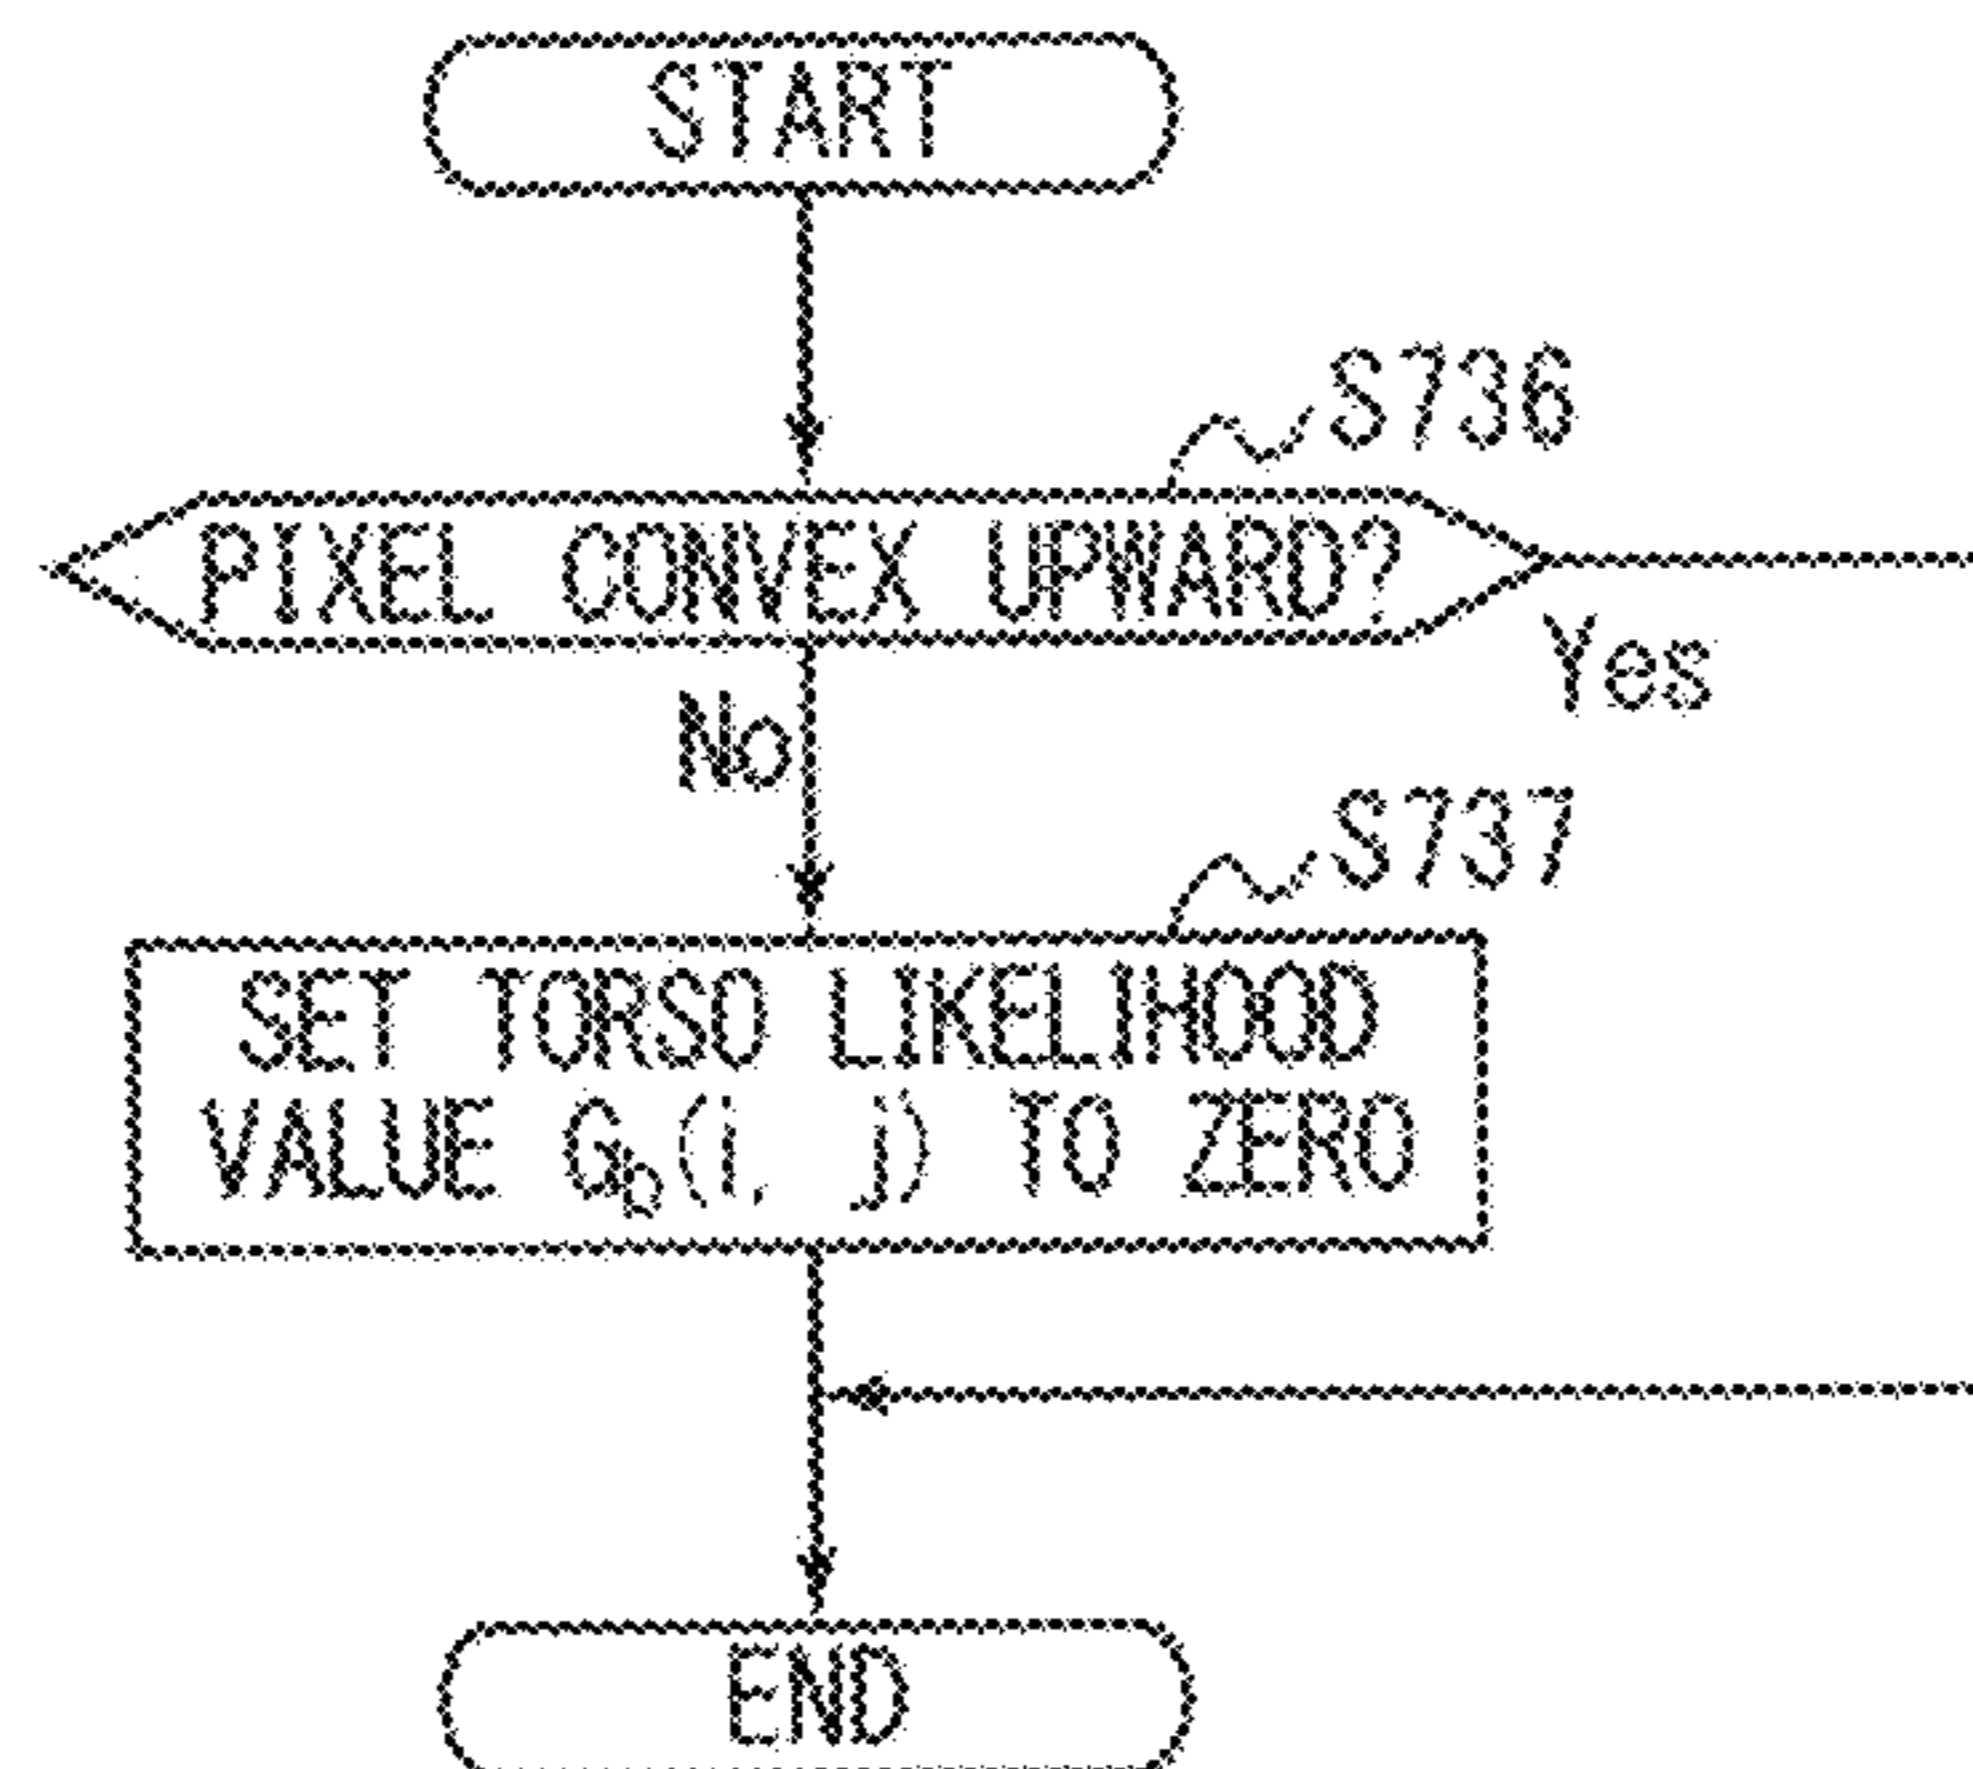 START
S736
PIXEL CONVEX UPWARD?
Yes
No
S737
SET TORSO LIKELIHOOD
VALUE Gb(i, j) TO ZERO
END